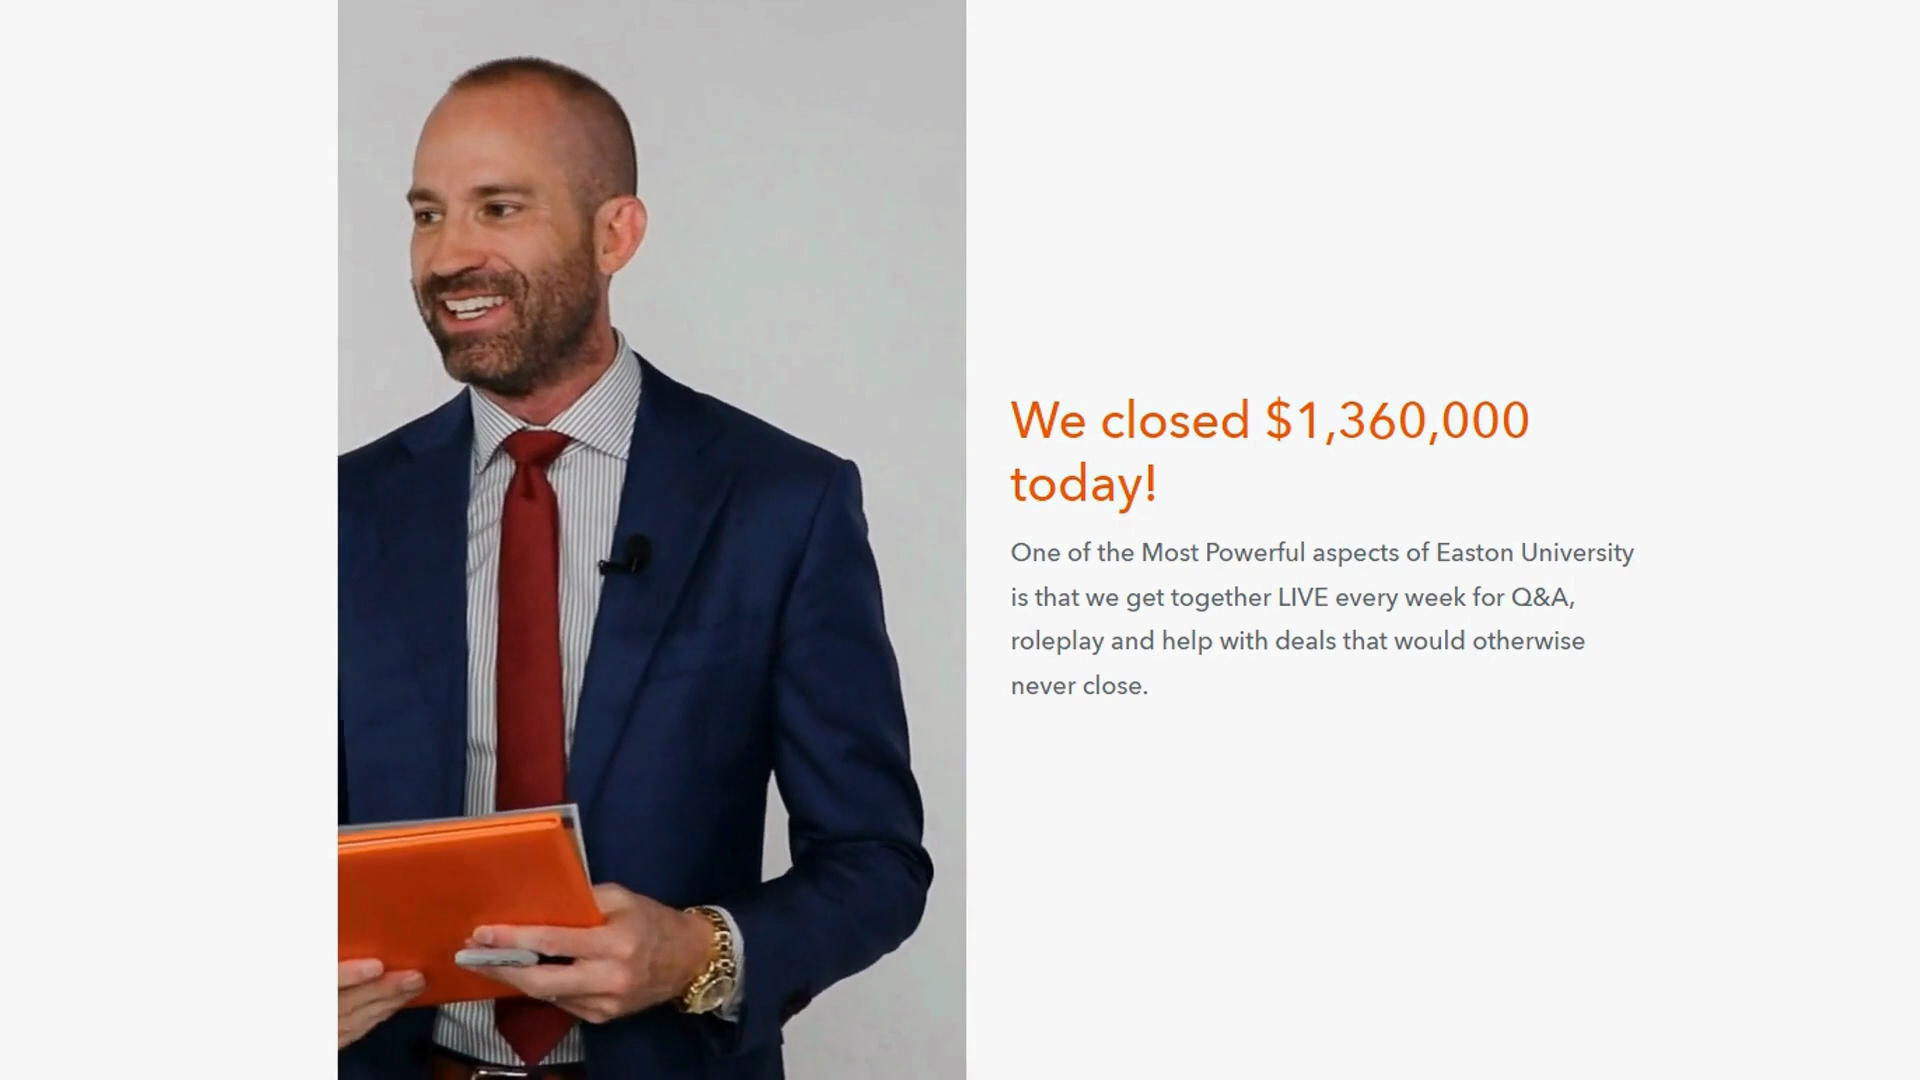 We closed $1,360,000
today!
One of the Most Powerful aspects of Easton University
is that we get together LIVE every week for Q&A,
roleplay and help with deals that would otherwise
never close.